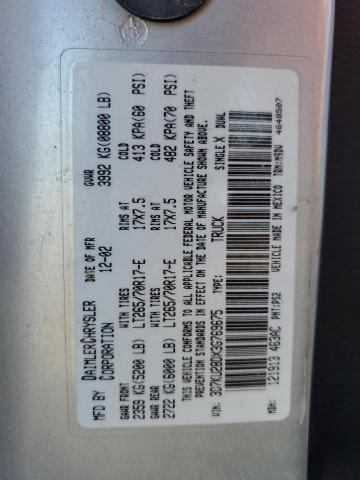 MFD BY DAIMLERCHRYSLER CORPORATION
DATE OF MFR 12-02
GVWR 3992 KG(08800 LB)
GAWR FRONT WITH TIRES RIMS AT COLD
2359 KG(5200 LB) LT265/70R17-E 17X7.5 413 KPA(60 PSI)
GAWR REAR WITH TIRES RIMS AT COLD
2722 KG(6000 LB) LT265/70R17-E 17X7.5 482 KPA(70 PSI)
THIS VEHICLE CONFORMS TO ALL APPLICABLE FEDERAL MOTOR VEHICLE SAFETY AND THEFT
PREVENTION STANDARDS IN EFFECT ON THE DATE OF MANUFACTURE SHOWN ABOVE.
VIN: 3D7KU28DX3G769675 TYPE: TRUCK SINGLE X DUAL
MDH: 121913 463AC PNT:PS2 VEHICLE MADE IN MEXICO TRM:M9DV 4648507